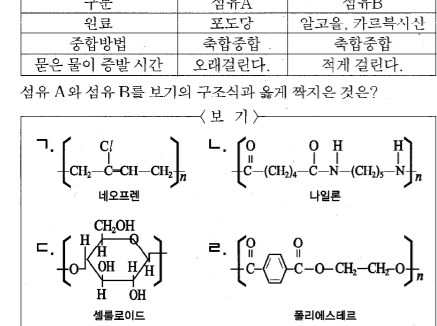 구분 섬유A 섬유B
원료 포도당 알고올, 카르복시산
중합방법 축합중합 축합중합
묻은 물이 증발 시간 오래걸린다. 적게 걸린다.
섬유 A와 섬유 B를 보기의 구조식과 옳게 짝지은 것은?
〈보 기〉
ㄱ. Cl CH₂-C=CH-CH₂ n
네오프렌
ㄴ. O O H H C-(CH₂)₄-C-N-(CH₂)₅-N n
나일론
ㄷ. CH₂OH H O H OH H H O H OH n
셀룰로이드
ㄹ. O O C C-O-CH₂-CH₂-O n
폴리에스테르